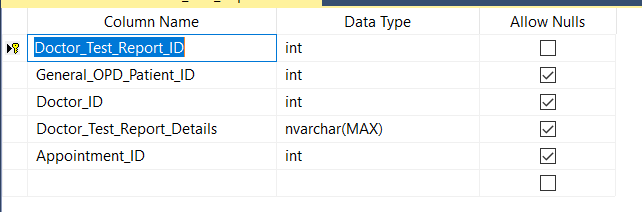 Column Name Data Type Allow Nulls
Doctor_Test_Report_ID int
General_OPD_Patient_ID int
Doctor_ID int
Doctor_Test_Report_Details nvarchar(MAX)
Appointment_ID int